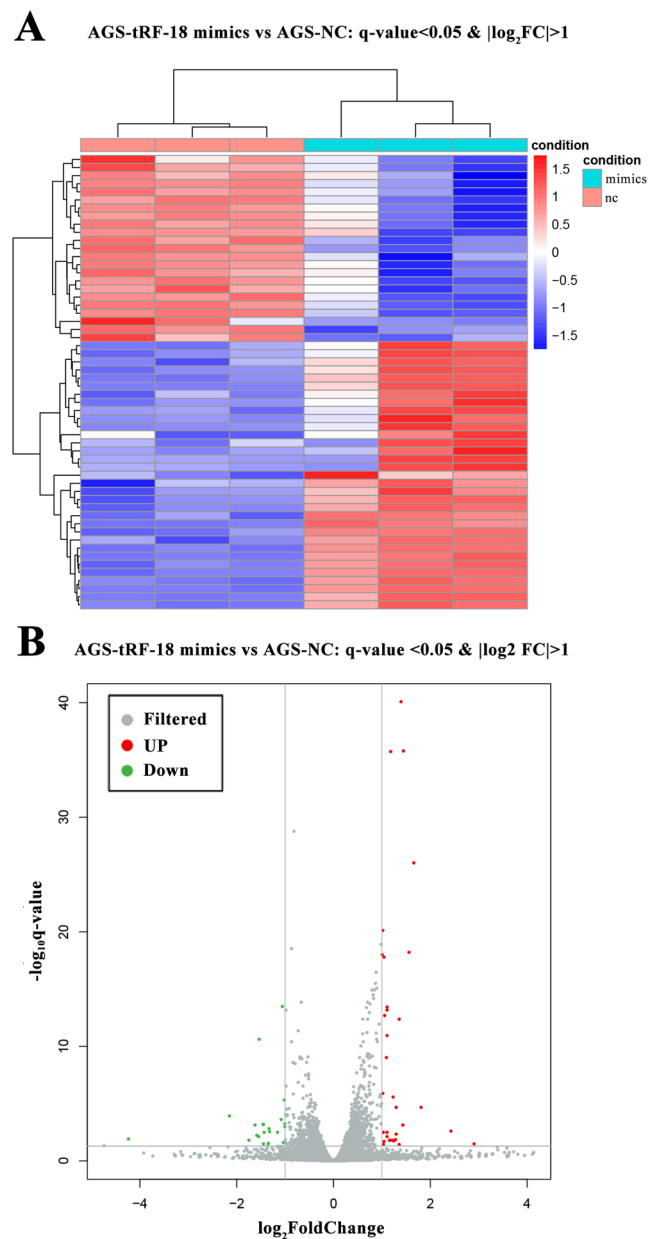 A
AGS-tRF-18 mimics vs AGS-NC: q-value<0.05 & |log₂FC|>1
condition
1.5
1
0.5
0
−0.5
−1
−1.5
condition
mimics
nc
B
AGS-tRF-18 mimics vs AGS-NC: q-value <0.05 & |log2 FC|>1
40
30
20
10
0
-log₁₀q-value
Filtered
UP
Down
−4
−2
0
2
4
log₂FoldChange